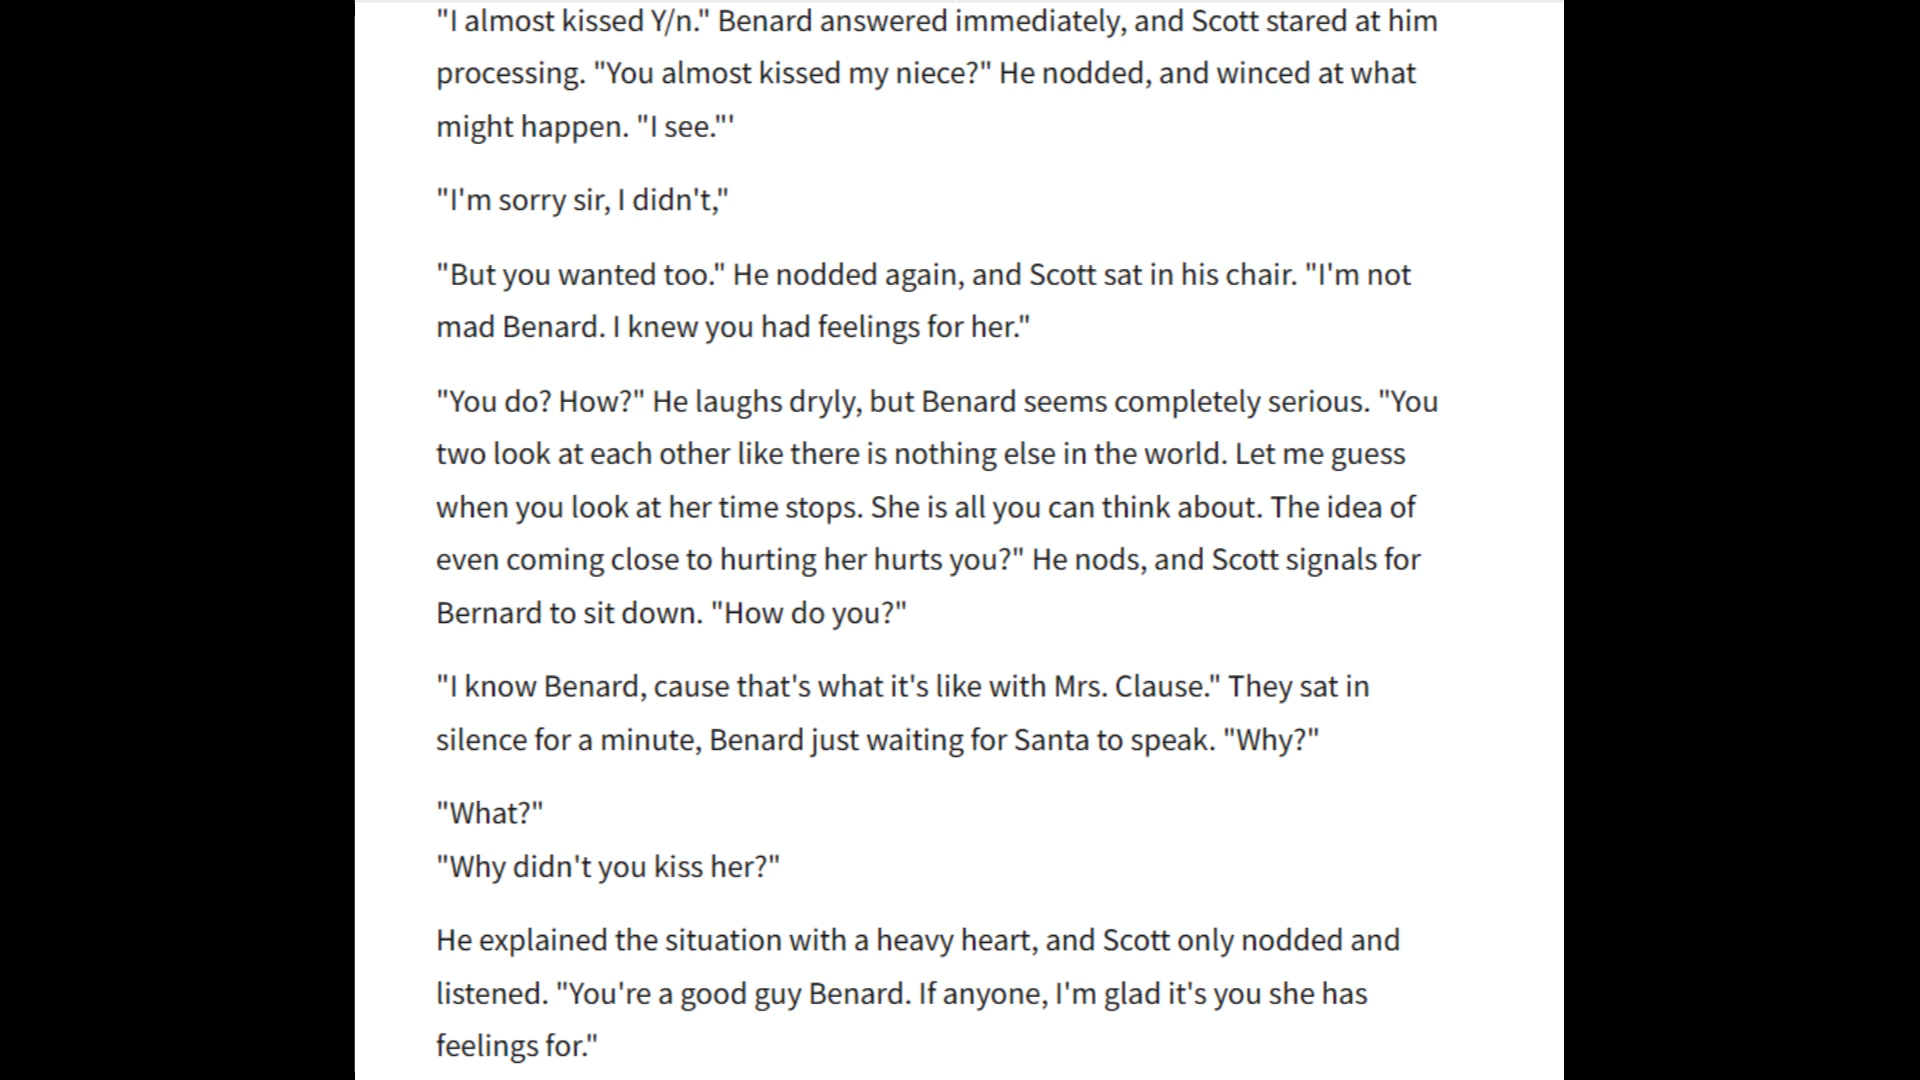 "I almost kissed Y/n." Benard answered immediately, and Scott stared at him
processing. "You almost kissed my niece?" He nodded, and winced at what
might happen. "I see."'
"I'm sorry sir, I didn't,"
"But you wanted too." He nodded again, and Scott sat in his chair. "I'm not
mad Benard. I knew you had feelings for her."
"You do? How?" He laughs dryly, but Benard seems completely serious. "You
two look at each other like there is nothing else in the world. Let me guess
when you look at her time stops. She is all you can think about. The idea of
even coming close to hurting her hurts you?" He nods, and Scott signals for
Bernard to sit down. "How do you?"
"I know Benard, cause that's what it's like with Mrs. Clause." They sat in
silence for a minute, Benard just waiting for Santa to speak. "Why?"
"What?"
"Why didn't you kiss her?"
He explained the situation with a heavy heart, and Scott only nodded and
listened. "You're a good guy Benard. If anyone, I'm glad it's you she has
feelings for."